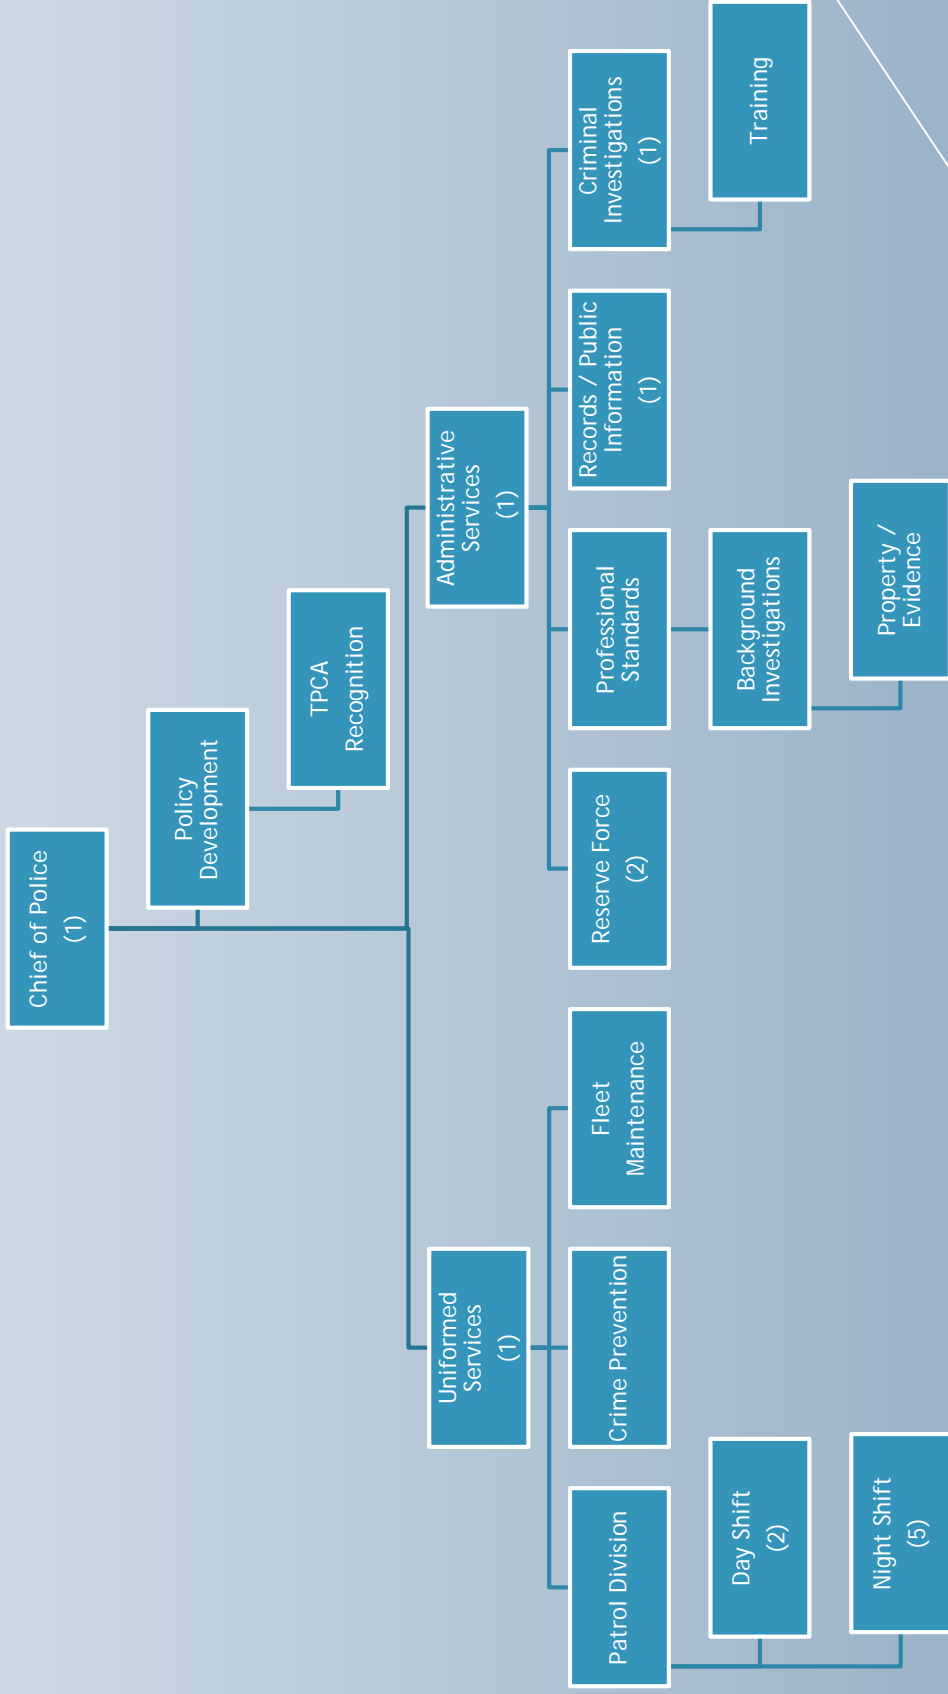 Chief of Police
(1)
Policy
Development
TPCA
Recognition
Uniformed
Services
(1)
Administrative
Services
(1)
Patrol Division
Crime Prevention
Fleet
Maintenance
Reserve Force
(2)
Professional
Standards
Records / Public
Information
(1)
Criminal
Investigations
(1)
Day Shift
(2)
Background
Investigations
Training
Night Shift
(5)
Property /
Evidence